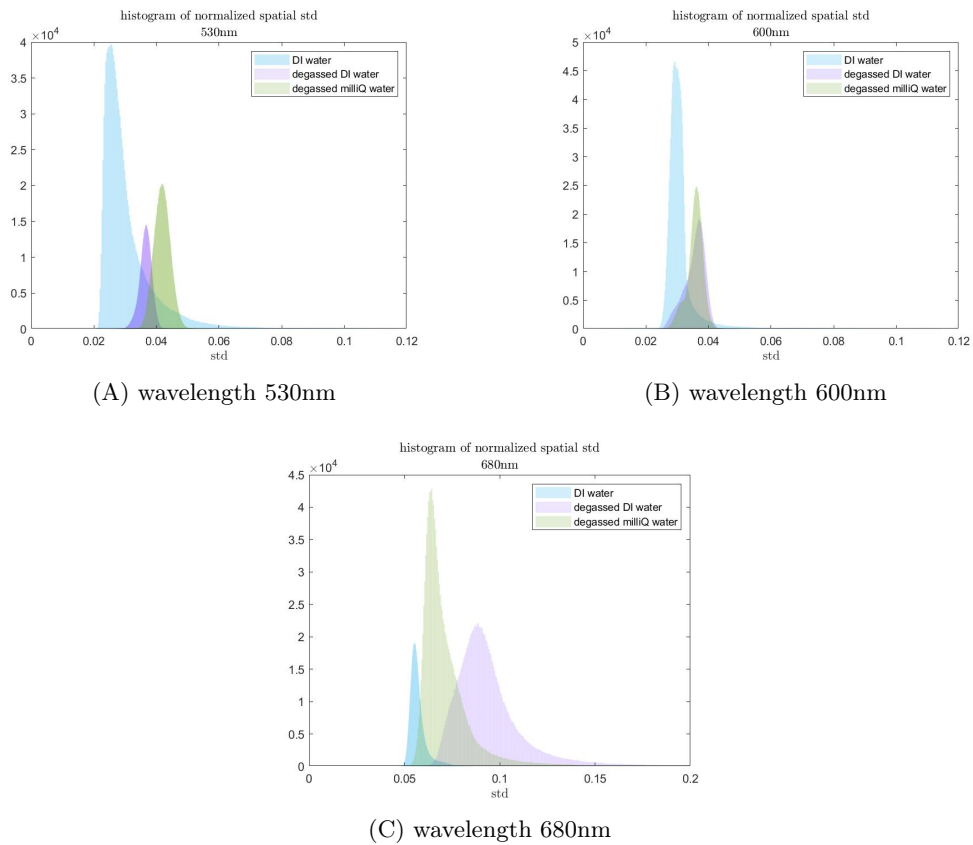 histogram of normalized spatial std
530nm
×10⁴
4
3.5
3
2.5
2
1.5
1
0.5
0
0 0.02 0.04 0.06 0.08 0.1 0.12
std
DI water
degassed DI water
degassed milliQ water
(A) wavelength 530nm
histogram of normalized spatial std
600nm
×10⁴
5
4.5
4
3.5
3
2.5
2
1.5
1
0.5
0
0 0.02 0.04 0.06 0.08 0.1 0.12
std
DI water
degassed DI water
degassed milliQ water
(B) wavelength 600nm
histogram of normalized spatial std
680nm
×10⁴
4.5
4
3.5
3
2.5
2
1.5
1
0.5
0
0 0.05 0.1 0.15 0.2
std
DI water
degassed DI water
degassed milliQ water
(C) wavelength 680nm